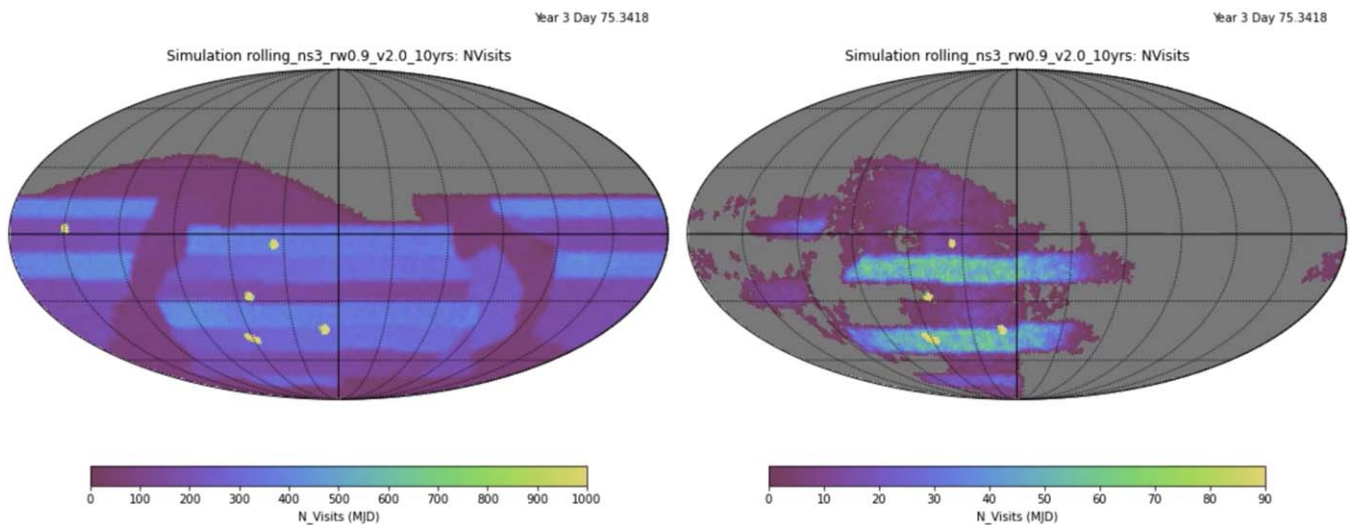 Year 3 Day 75.3418
Simulation rolling_ns3_rw0.9_v2.0_10yrs: NVisits
0 100 200 300 400 500 600 700 800 900 1000
N_Visits (MJD)
Year 3 Day 75.3418
Simulation rolling_ns3_rw0.9_v2.0_10yrs: NVisits
0 10 20 30 40 50 60 70 80 90
N_Visits (MJD)